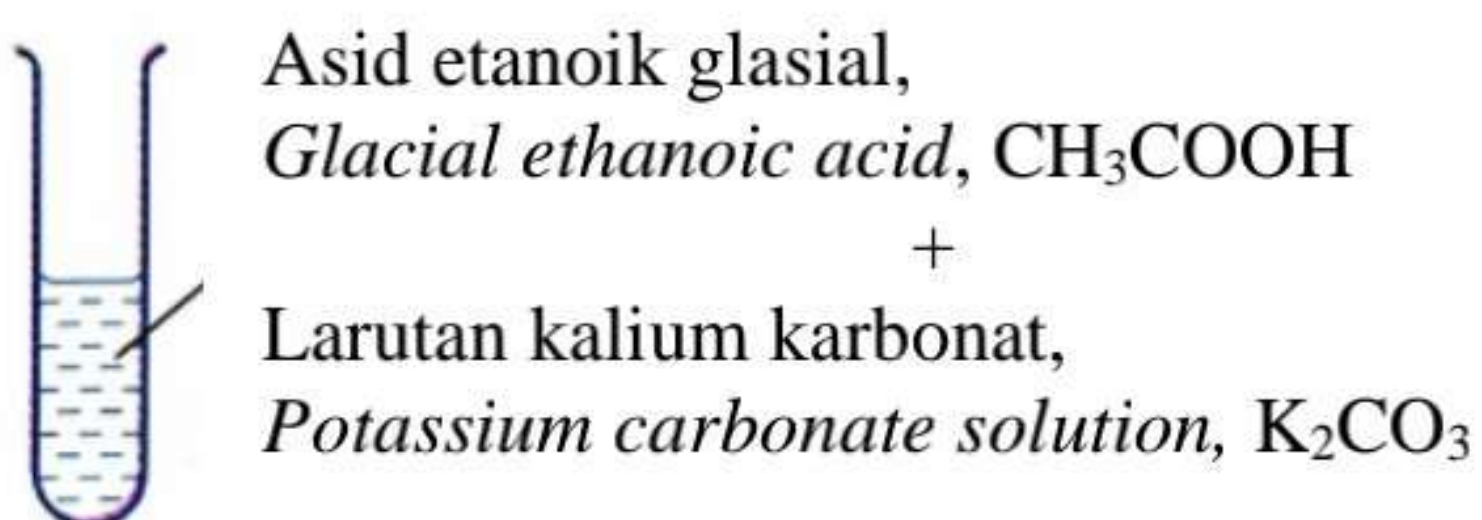 Asid etanoik glasial,
Glacial ethanoic acid, CH₃COOH
+
Larutan kalium karbonat,
Potassium carbonate solution, K₂CO₃